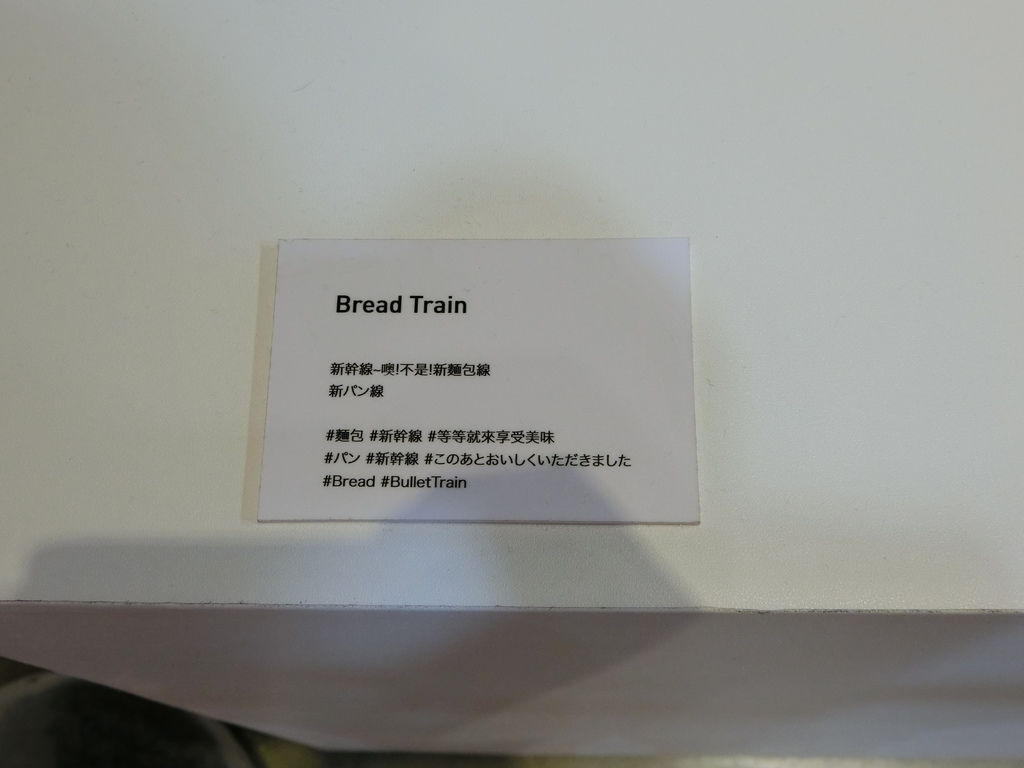 Bread Train
新幹線~噢!不是!新麵包線
新パン線
#麵包 #新幹線 #等等就來享受美味
#パン #新幹線 #このあとおいしくいただきました
#Bread #BulletTrain